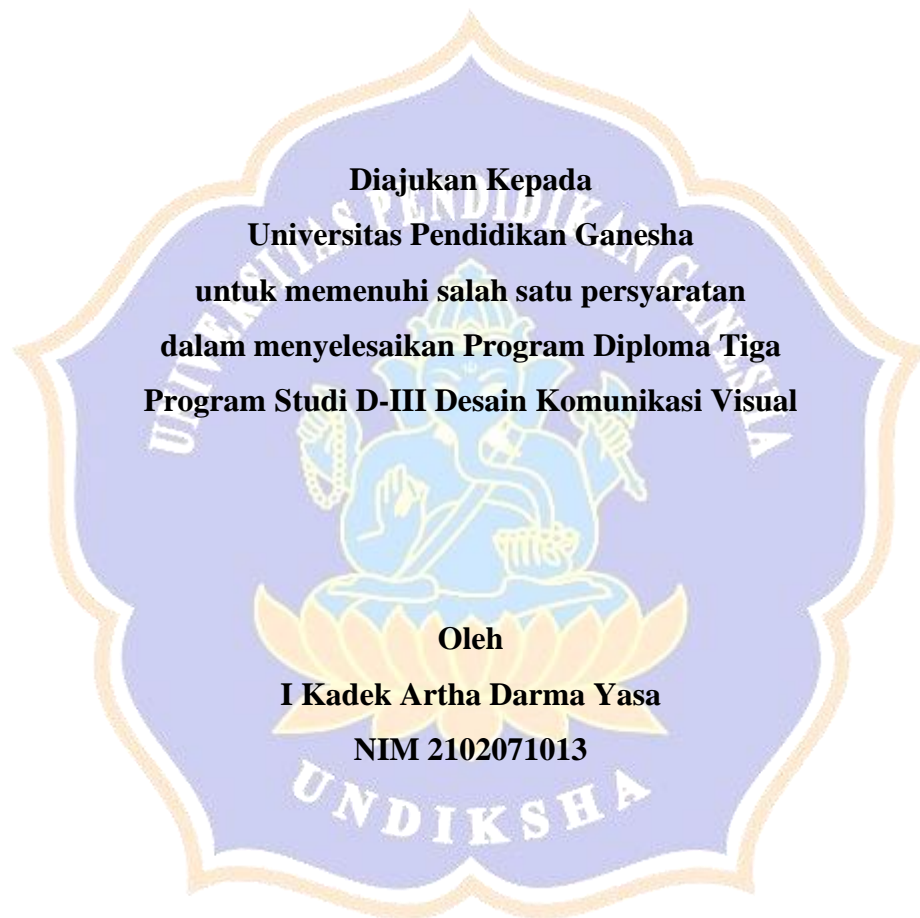 Diajukan Kepada
Universitas Pendidikan Ganesha
untuk memenuhi salah satu persyaratan
dalam menyelesaikan Program Diploma Tiga
Program Studi D-III Desain Komunikasi Visual
Oleh
I Kadek Artha Darma Yasa
NIM 2102071013
UNIVERSITAS PENDIDIKAN GANESHA
UNDIKSHA